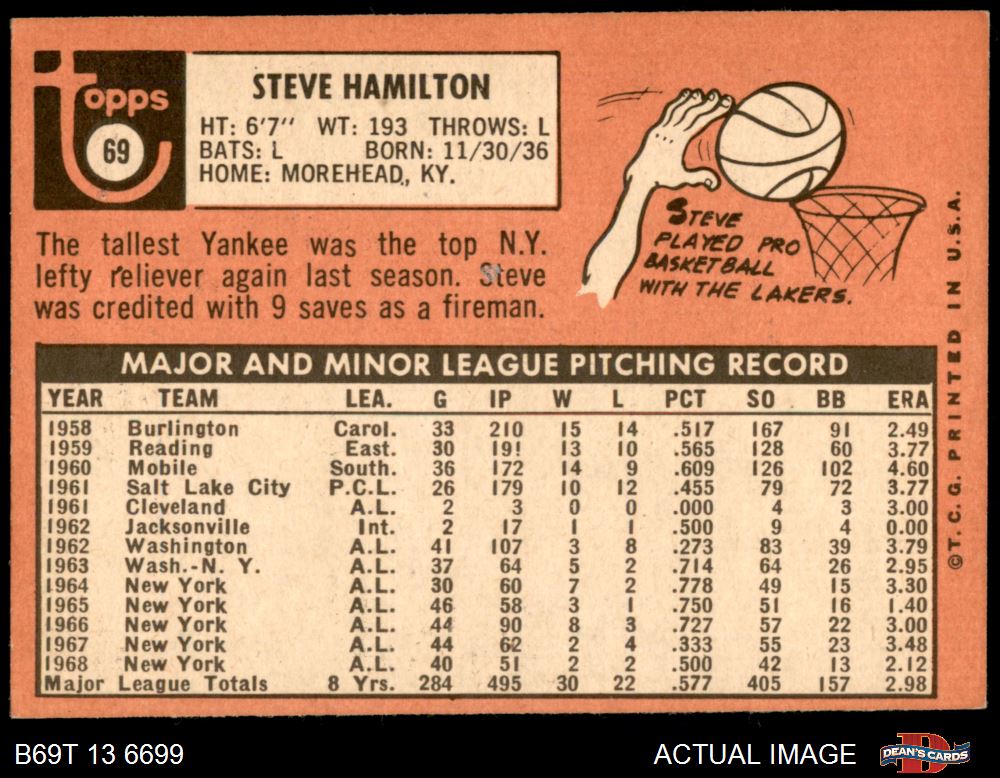 topps
69
STEVE HAMILTON
HT: 6'7" WT: 193 THROWS: L
BATS: L BORN: 11/30/36
HOME: MOREHEAD, KY.
The tallest Yankee was the top N.Y.
lefty reliever again last season. Steve
was credited with 9 saves as a fireman.
STEVE
PLAYED PRO
BASKETBALL
WITH THE LAKERS.
MAJOR AND MINOR LEAGUE PITCHING RECORD
YEAR TEAM LEA. G IP W L PCT SO BB ERA
1958 Burlington Carol. 33 210 15 14 .517 167 91 2.49
1959 Reading East. 30 191 13 10 .565 128 60 3.77
1960 Mobile South. 36 172 14 9 .609 126 102 4.60
1961 Salt Lake City P.C.L. 26 179 10 12 .455 79 72 3.77
1961 Cleveland A.L. 2 3 0 0 .000 4 3 3.00
1962 Jacksonville Int. 2 17 1 1 .500 9 4 0.00
1962 Washington A.L. 41 107 3 8 .273 83 39 3.79
1963 Wash.-N. Y. A.L. 37 64 5 2 .714 64 26 2.95
1964 New York A.L. 30 60 7 2 .778 49 15 3.30
1965 New York A.L. 46 58 3 1 .750 51 16 1.40
1966 New York A.L. 44 90 8 3 .727 57 22 3.00
1967 New York A.L. 44 62 2 4 .333 55 23 3.48
1968 New York A.L. 40 51 2 2 .500 42 13 2.12
Major League Totals 8 Yrs. 284 495 30 22 .577 405 157 2.98
©T.C.G. PRINTED IN U.S.A.
B69T 13 6699
ACTUAL IMAGE
DEAN'S CARDS